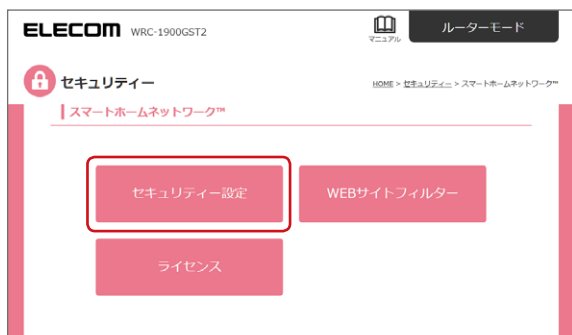 ELECOM WRC-1900GST2
マニュアル
ルーターモード
セキュリティー
HOME > セキュリティー > スマートホームネットワーク™
スマートホームネットワーク™
セキュリティー設定
WEBサイトフィルター
ライセンス